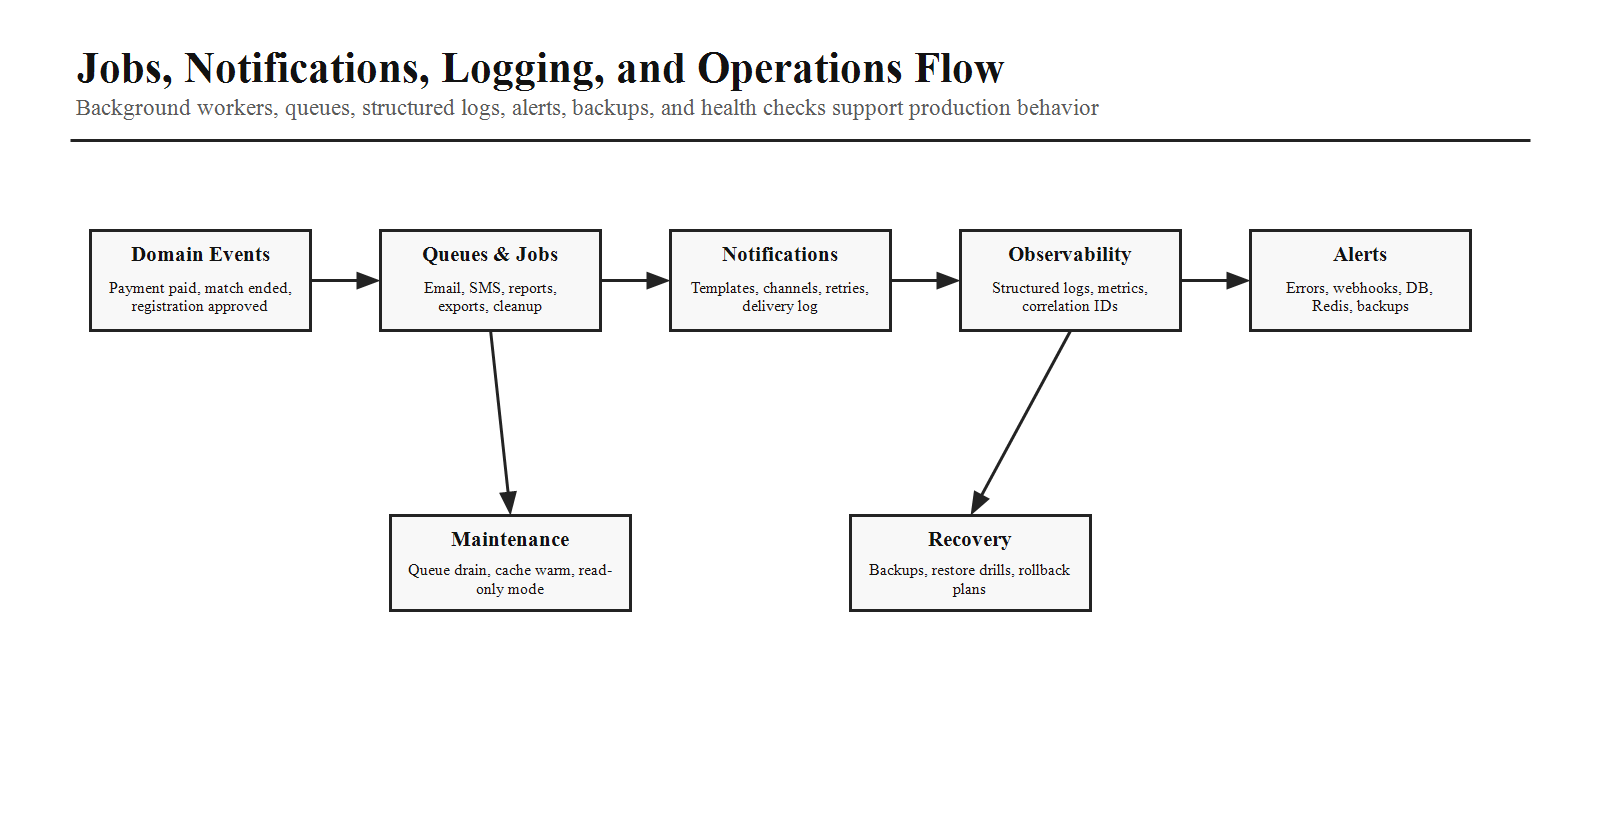 Jobs, Notifications, Logging, and Operations Flow
Background workers, queues, structured logs, alerts, backups, and health checks support production behavior
Domain Events
Payment paid, match ended,
registration approved
Queues & Jobs
Email, SMS, reports,
exports, cleanup
Notifications
Templates, channels, retries,
delivery log
Observability
Structured logs, metrics,
correlation IDs
Alerts
Errors, webhooks, DB,
Redis, backups
Maintenance
Queue drain, cache warm, read-
only mode
Recovery
Backups, restore drills, rollback
plans